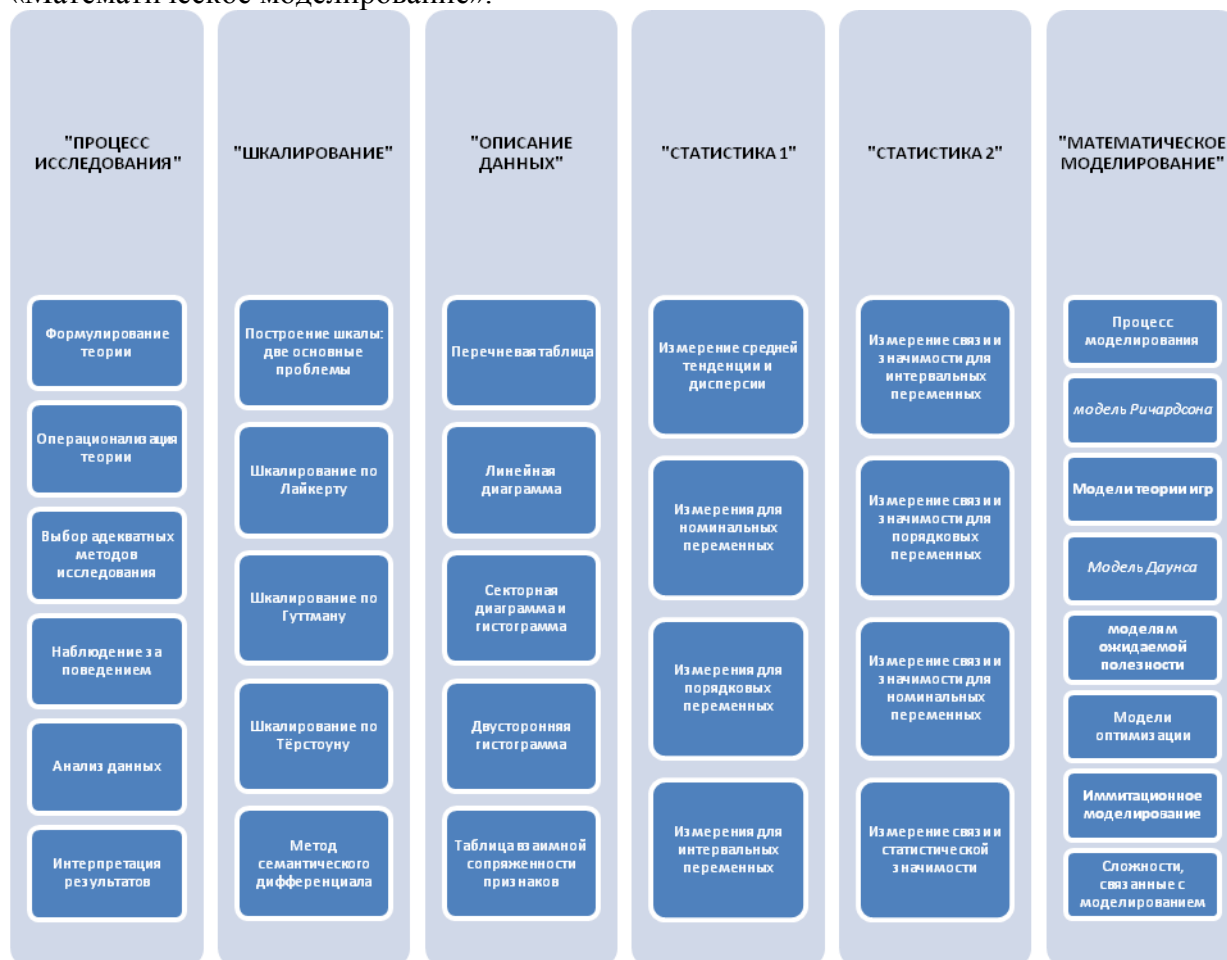 «Математическое моделирование».
"ПРОЦЕСС
ИССЛЕДОВАНИЯ"
Формулирование
теории
Операционализация
теории
Выбор адекватных
методов
исследования
Наблюдение за
поведением
Анализ данных
Интерпретация
результатов
"ШКАЛИРОВАНИЕ"
Построение шкалы:
две основные
проблемы
Шкалирование по
Лайкерту
Шкалирование по
Гуттману
Шкалирование по
Тёрстоуну
Метод
семантического
дифференциала
"ОПИСАНИЕ
ДАННЫХ"
Перечневая таблица
Линейная
диаграмма
Секторная
диаграмма и
гистограмма
Двусторонняя
гистограмма
Таблица взаимной
сопряженности
признаков
"СТАТИСТИКА 1"
Измерение средней
тенденции и
дисперсии
Измерения для
номинальных
переменных
Измерения для
порядковых
переменных
Измерения для
интервальных
переменных
"СТАТИСТИКА 2"
Измерение связи и
значимости для
интервальных
переменных
Измерение связи и
значимости для
порядковых
переменных
Измерение связи и
значимости для
номинальных
переменных
Измерение связи и
статистической
значимости
"МАТЕМАТИЧЕСКОЕ
МОДЕЛИРОВАНИЕ"
Процесс
моделирования
модель Ричардсона
Модели теории игр
Модель Даунса
моделям
ожидаемой
полезности
Модели
оптимизации
Иммитационное
моделирование
Сложности,
связанные с
моделированием